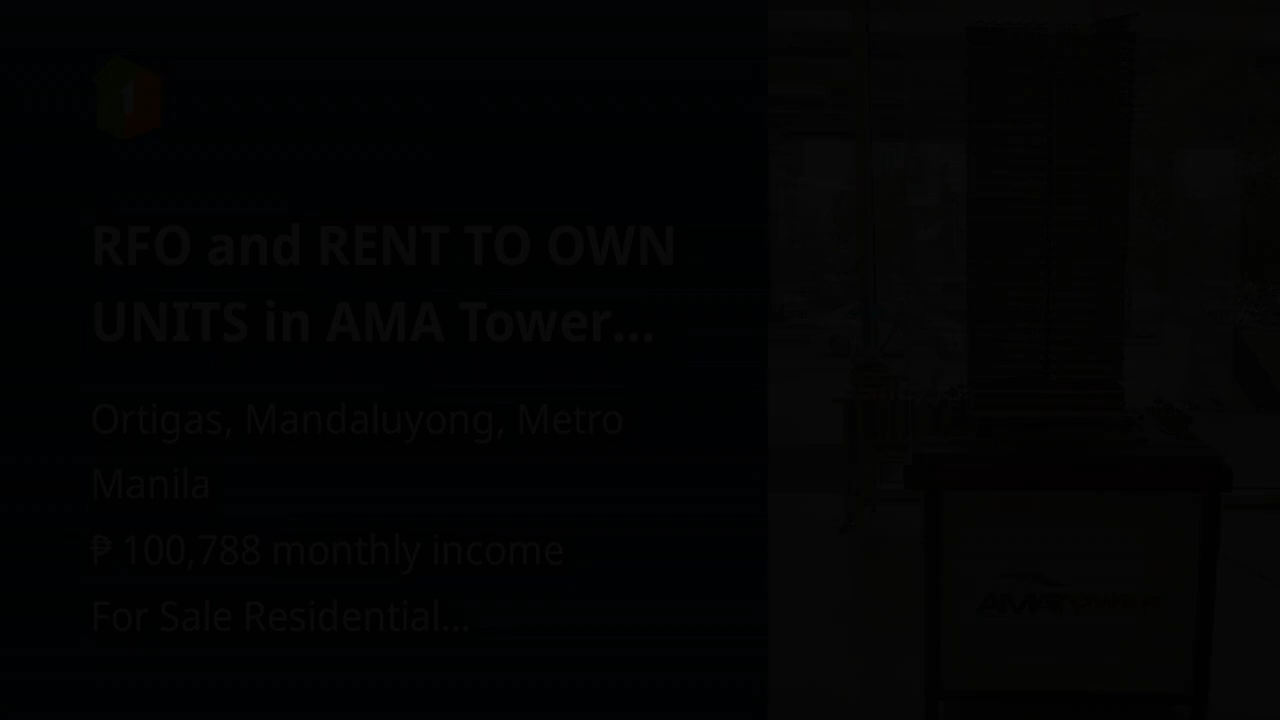 RFO and RENT TO OWN
UNITS in AMA Tower...
Ortigas, Mandaluyong, Metro
Manila
₱ 100,788 monthly income
For Sale Residential...
AMA